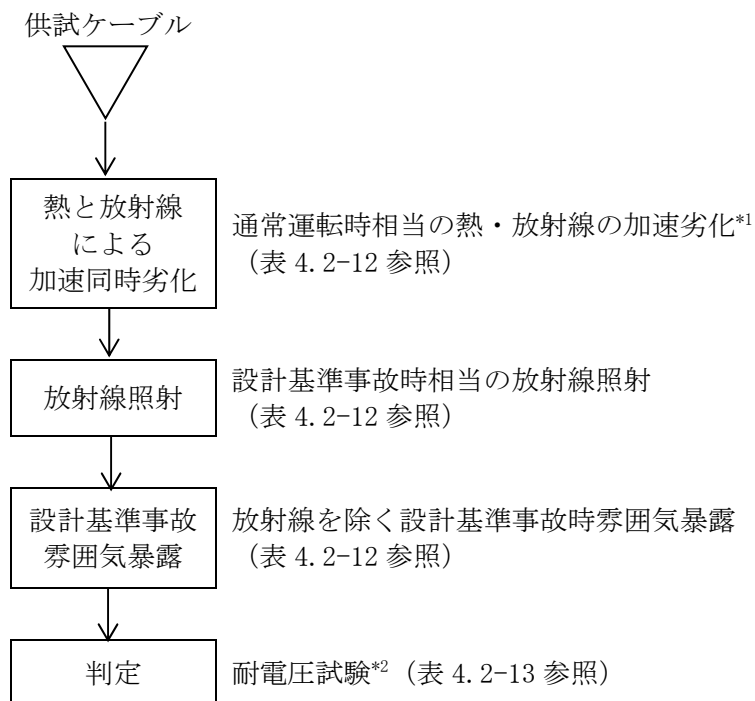 供試ケーブル
熱と放射線
による
加速同時劣化
通常運転時相当の熱・放射線の加速劣化*1
（表 4.2-12 参照）
放射線照射
設計基準事故時相当の放射線照射
（表 4.2-12 参照）
設計基準事故
雰囲気暴露
放射線を除く設計基準事故時雰囲気暴露
（表 4.2-12 参照）
判定
耐電圧試験*2（表 4.2-13 参照）